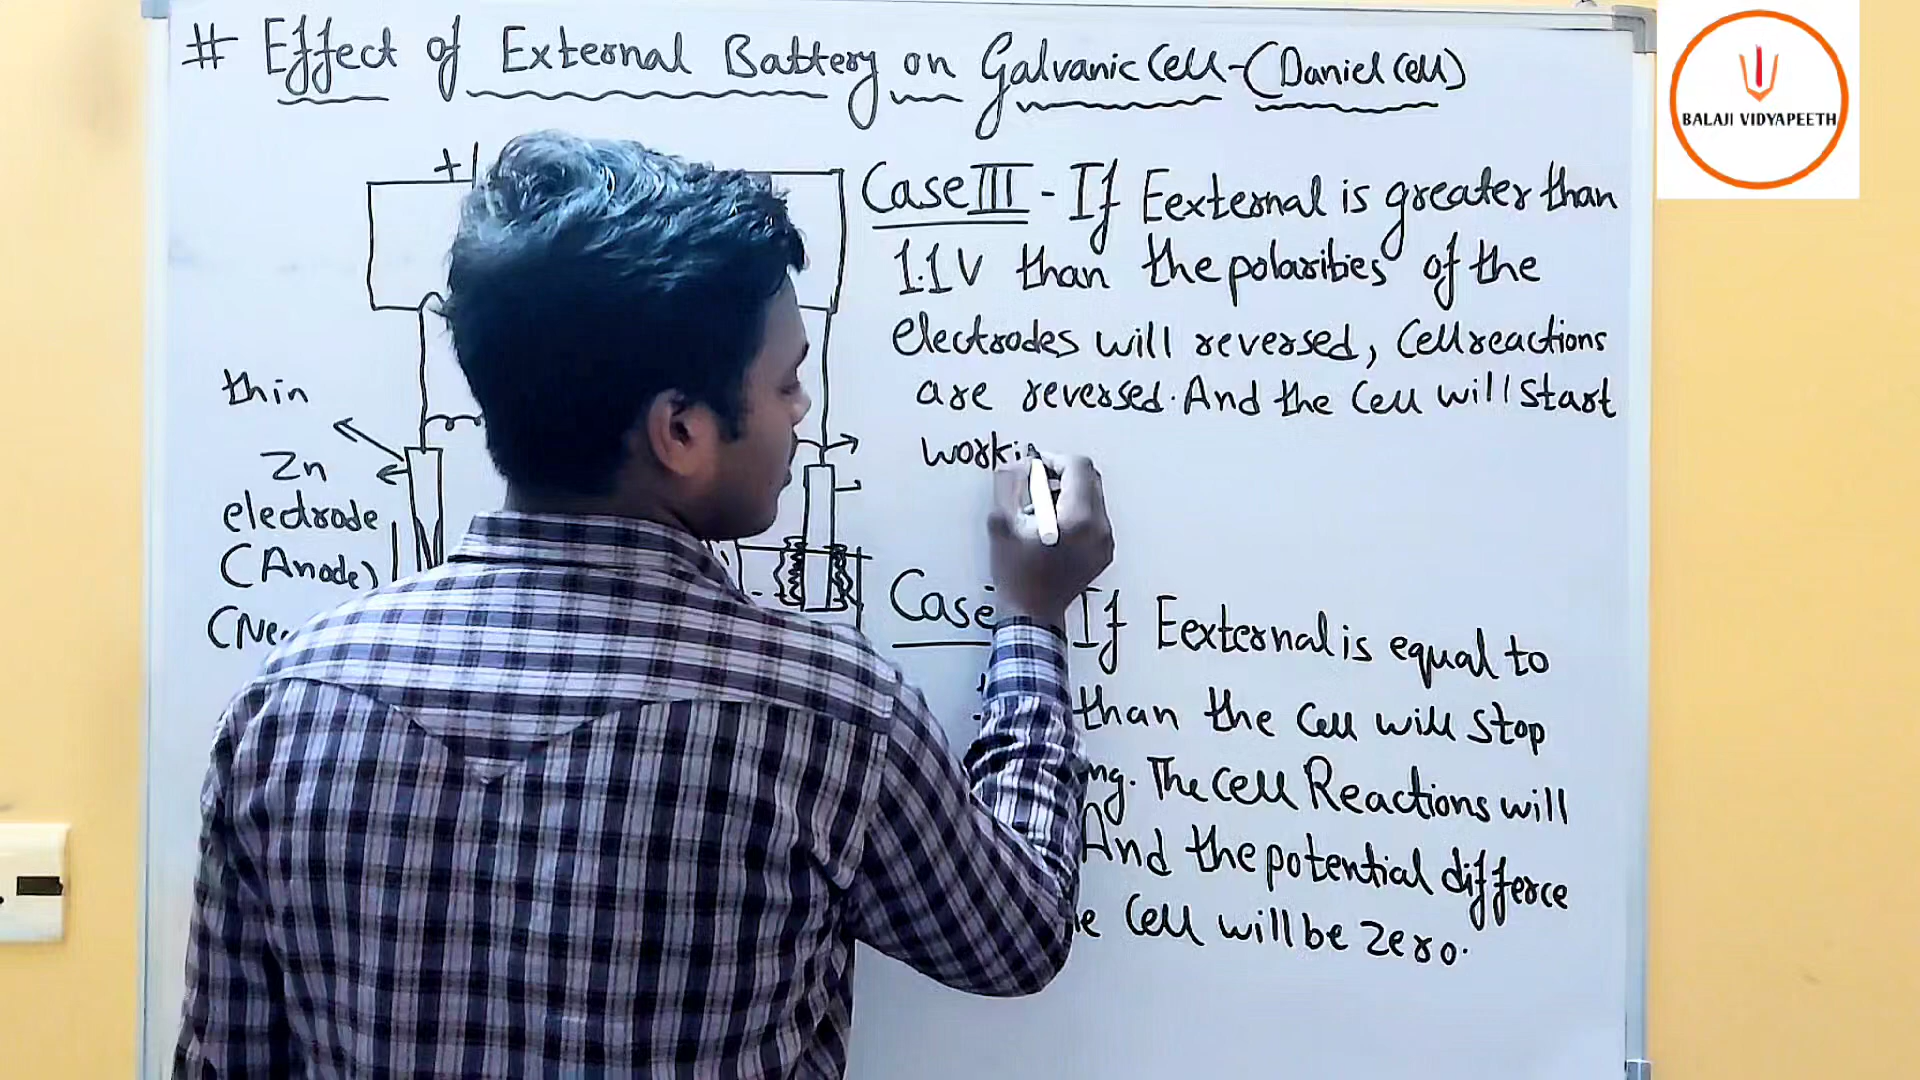 # Effect of External Battery on Galvanic Cell-(Daniel Cell)
BALAJI VIDYAPEETH
+
thin
Zn
electrode
(Anode)
(Ne
Case III - If Eexternal is greater than
1.1V than the polarities of the
electrodes will reversed, Cell reactions
are reversed. And the Cell will start
worki
Case If Eexternal is equal to
than the Cell will stop
ng. The Cell Reactions will
And the potential differce
e Cell will be zero.